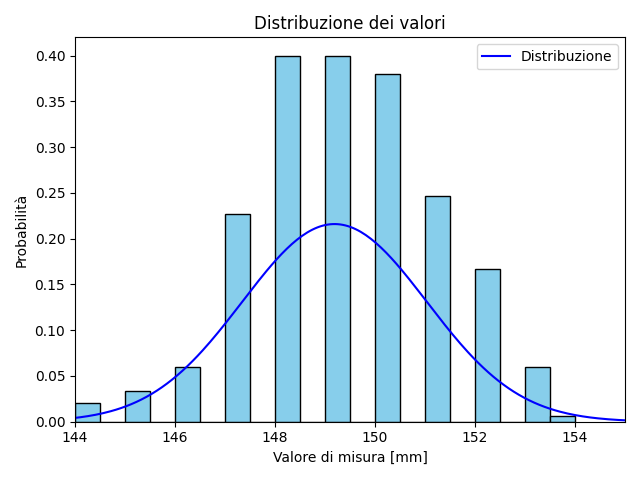 Distribuzione dei valori
Distribuzione
Probabilità
0.40
0.35
0.30
0.25
0.20
0.15
0.10
0.05
0.00
144 146 148 150 152 154
Valore di misura [mm]